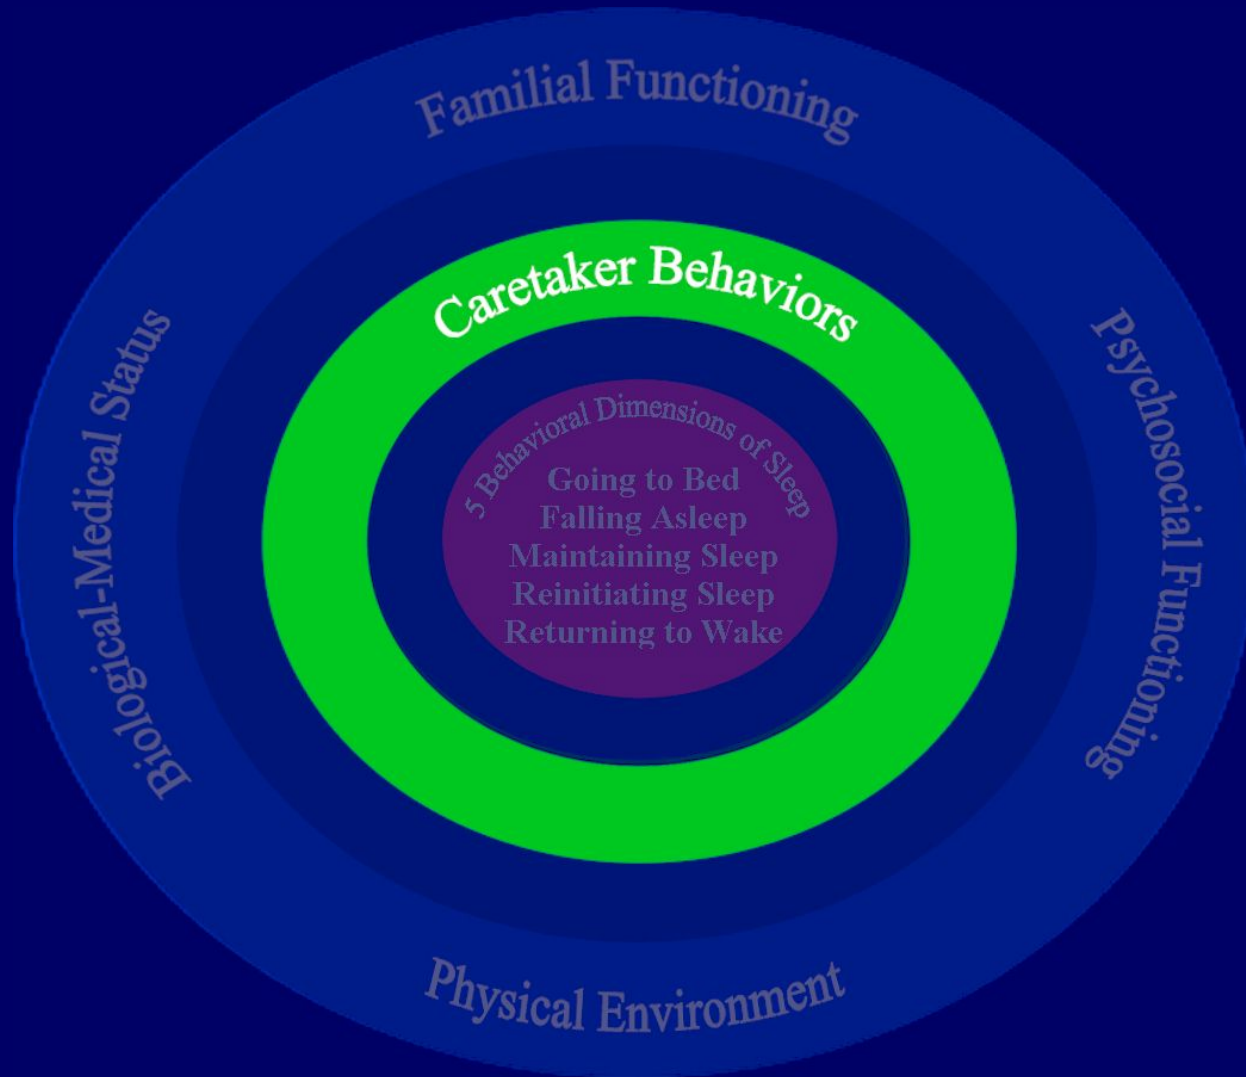 Familial Functioning
Caretaker Behaviors
Biological-Medical Status
Psychosocial Functioning
5 Behavioral Dimensions of Sleep
Going to Bed
Falling Asleep
Maintaining Sleep
Reinitiating Sleep
Returning to Wake
Physical Environment